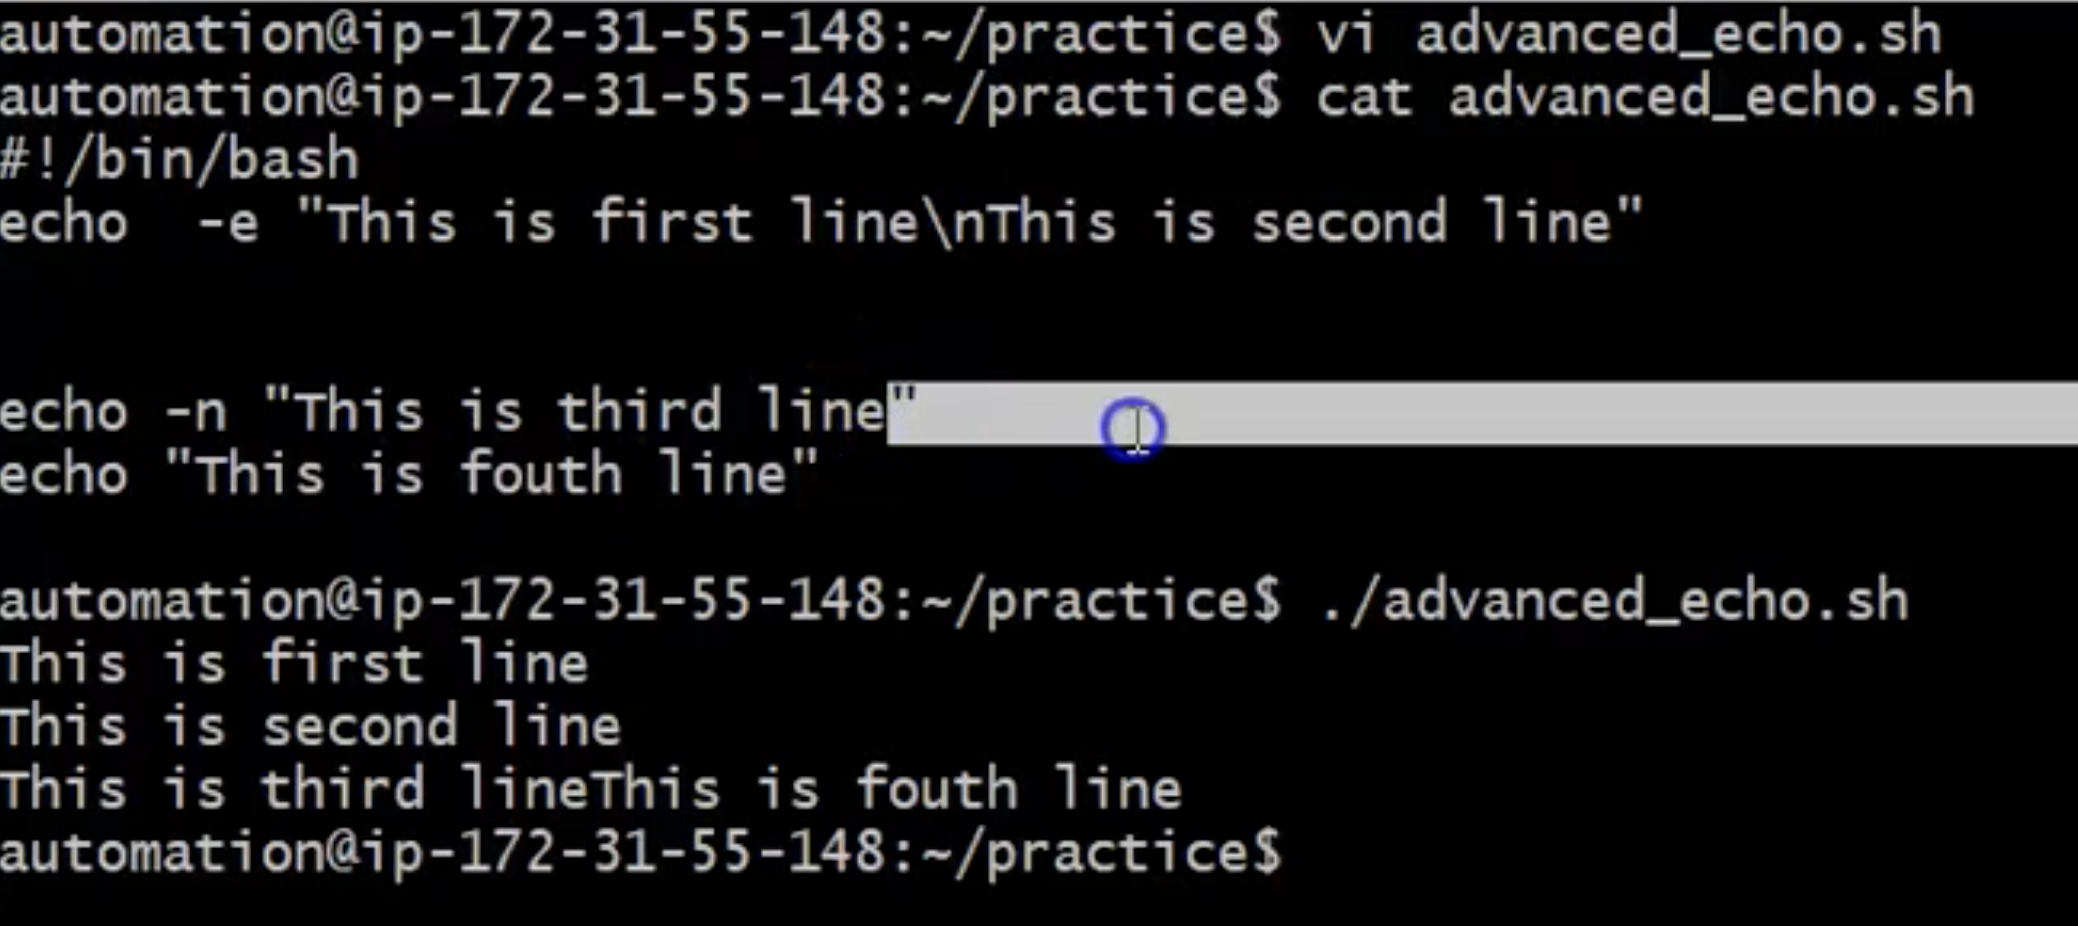 automation@ip-172-31-55-148:~/practice$ vi advanced_echo.sh
automation@ip-172-31-55-148:~/practice$ cat advanced_echo.sh
#!/bin/bash
echo  -e "This is first line\nThis is second line"
echo -n "This is third line"
echo "This is fouth line"
automation@ip-172-31-55-148:~/practice$ ./advanced_echo.sh
This is first line
This is second line
This is third lineThis is fouth line
automation@ip-172-31-55-148:~/practice$